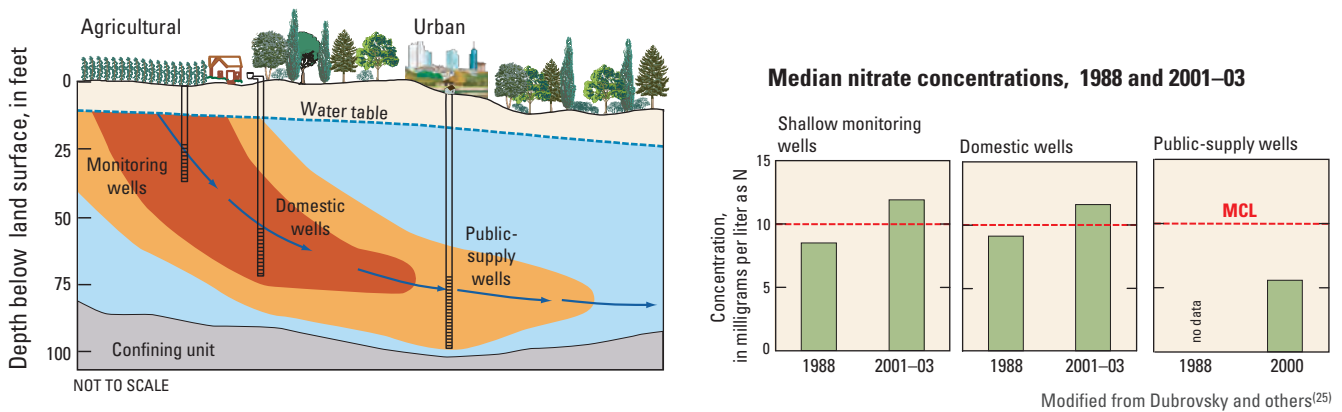 Agricultural
Urban
Depth below land surface, in feet
0
25
50
75
100
Water table
Monitoring
wells
Domestic
wells
Public-
supply
wells
Confining unit
NOT TO SCALE
Median nitrate concentrations, 1988 and 2001–03
Shallow monitoring
wells
Domestic wells
Public-supply wells
Concentration,
in milligrams per liter as N
15
10
5
0
MCL
no data
1988
2001–03
1988
2001–03
1988
2000
Modified from Dubrovsky and others(25)